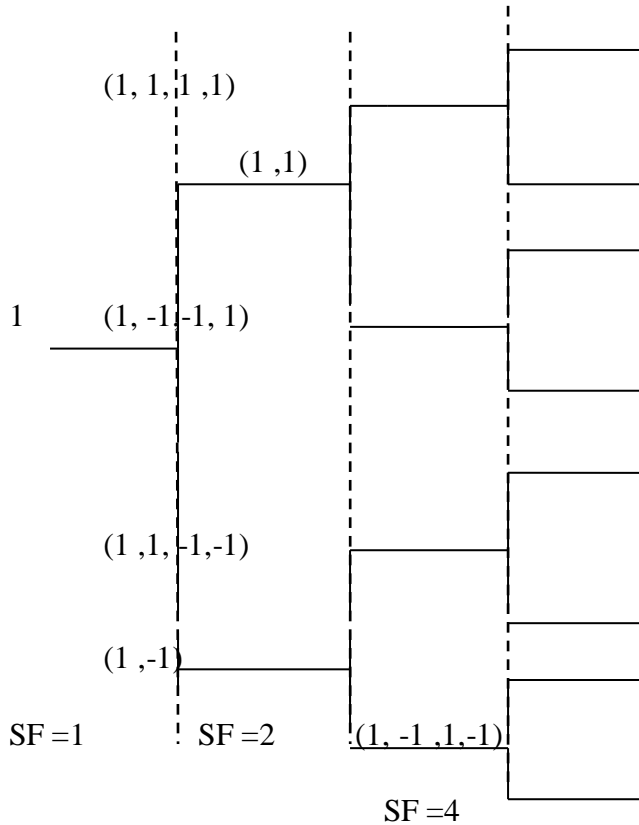 (1, 1, 1 ,1)
(1 ,1)
1 (1, -1,-1, 1)
(1 ,1, -1,-1)
(1 ,-1)
SF =1 SF =2 (1, -1 ,1,-1)
SF =4